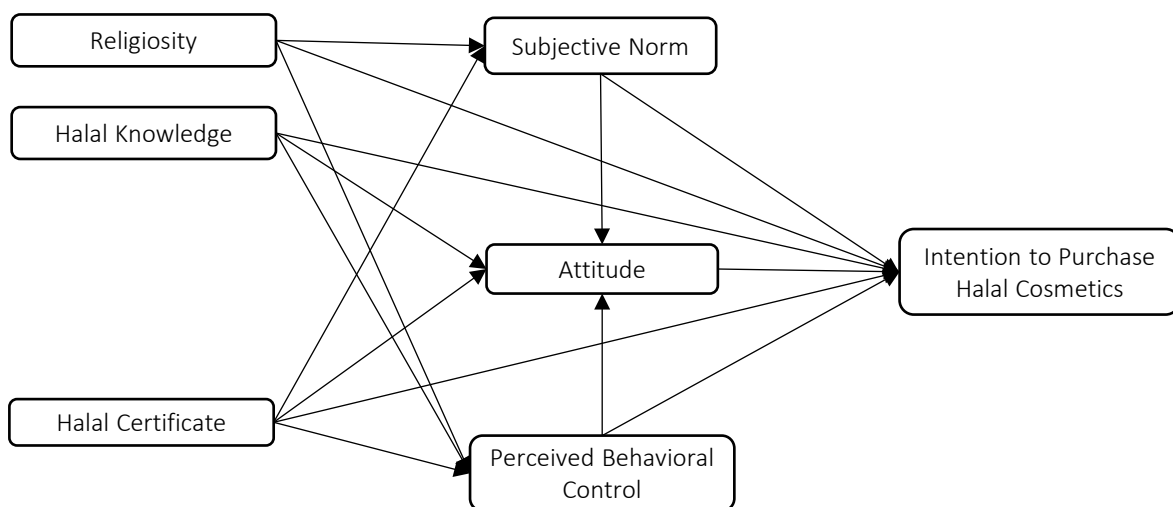 Religiosity
Subjective Norm
Halal Knowledge
Attitude
Intention to Purchase
Halal Cosmetics
Halal Certificate
Perceived Behavioral
Control